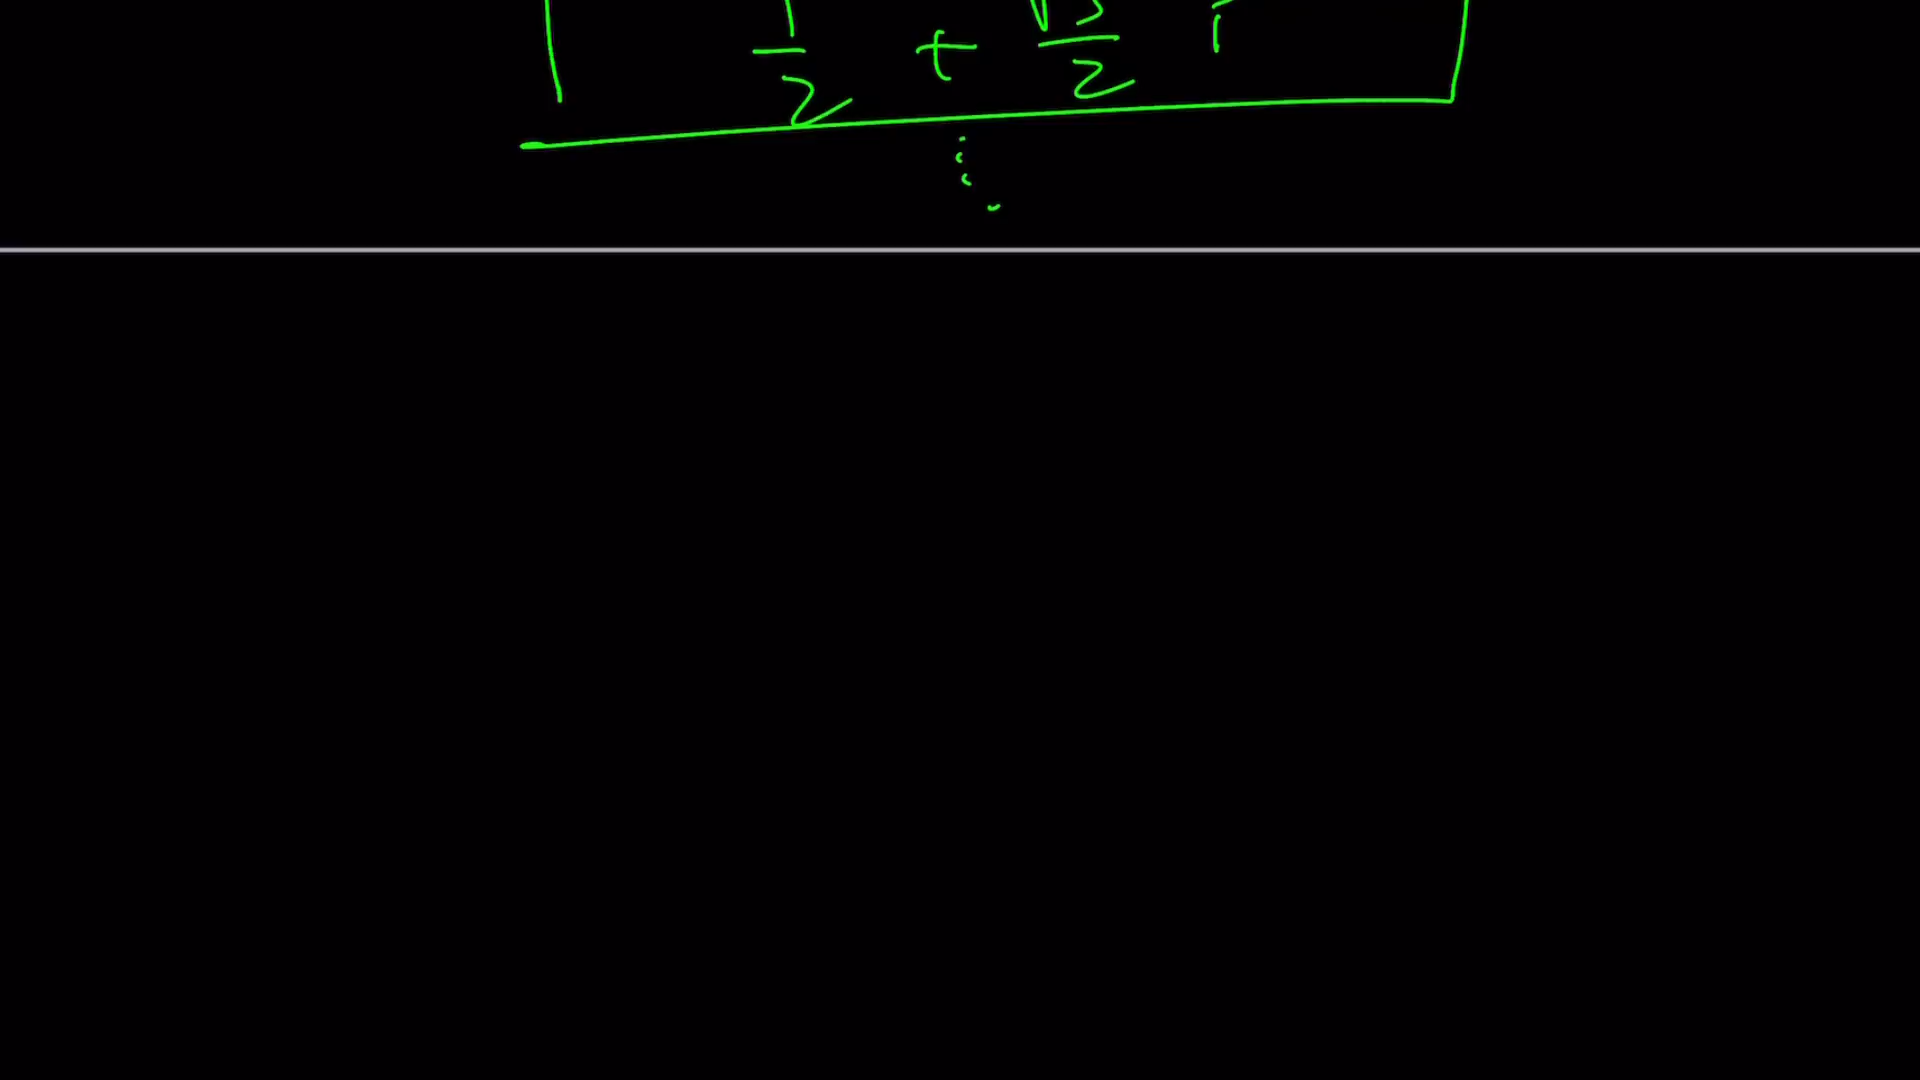 1/2 + √3/2 i